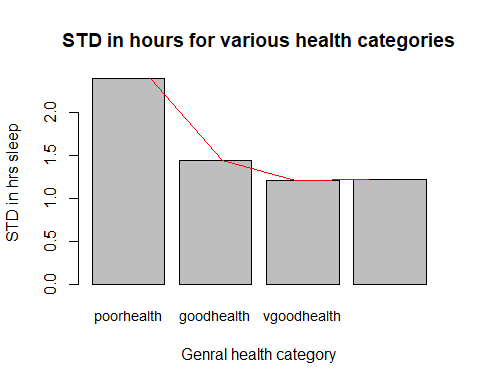 STD in hours for various health categories
STD in hrs sleep
2.0
1.5
1.0
0.5
0.0
poorhealth goodhealth vgoodhealth
Genral health category